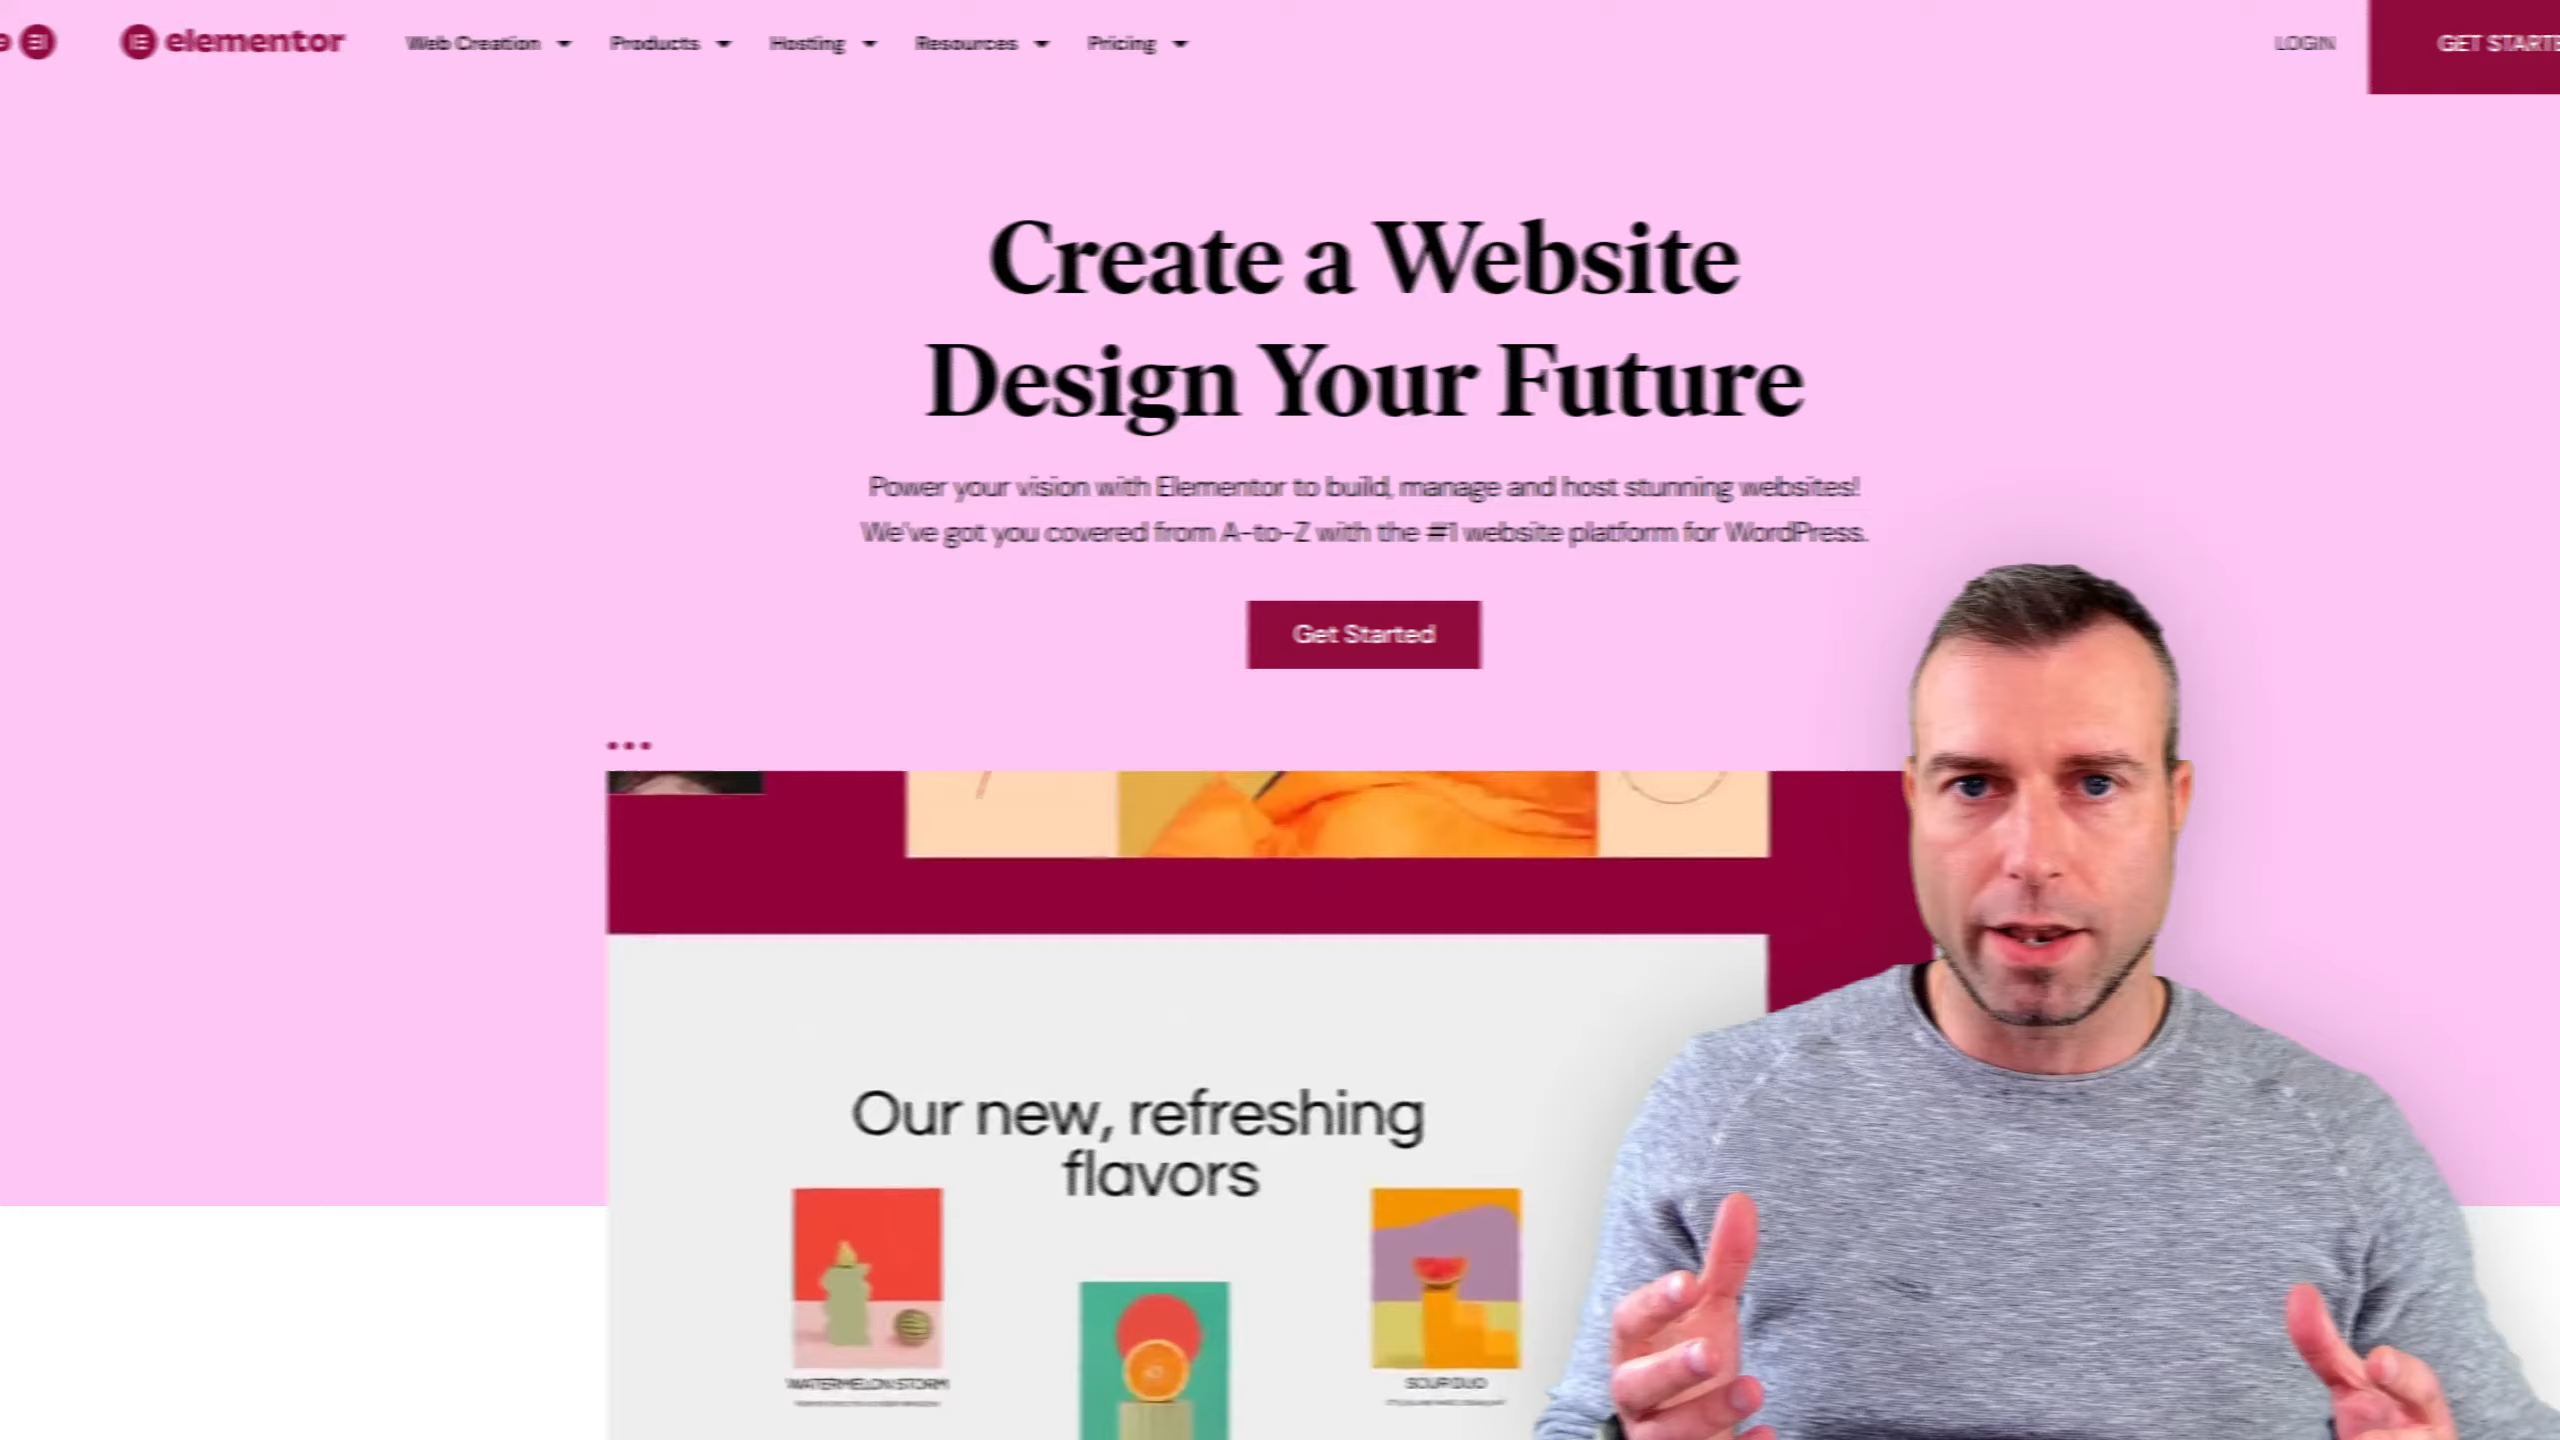 elementor
Web Creation
Products
Hosting
Resources
Pricing
LOGIN
GET STARTE
Create a Website
Design Your Future
Power your vision with Elementor to build, manage and host stunning websites!
We've got you covered from A-to-Z with the #1 website platform for WordPress.
Get Started
Our new, refreshing
flavors
WATERMELON STORM
SOUR DUO